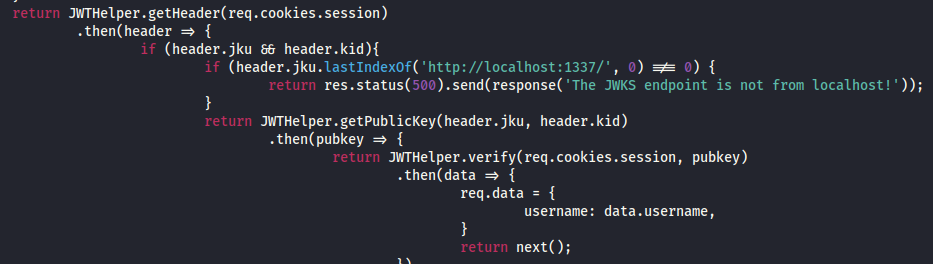 return JWTHelper.getHeader(req.cookies.session)
.then(header => {
if (header.jku && header.kid){
if (header.jku.lastIndexOf('http://localhost:1337/', 0) !== 0) {
return res.status(500).send(response('The JWKS endpoint is not from localhost!'));
}
return JWTHelper.getPublicKey(header.jku, header.kid)
.then(pubkey => {
return JWTHelper.verify(req.cookies.session, pubkey)
.then(data => {
req.data = {
username: data.username,
}
return next();
})